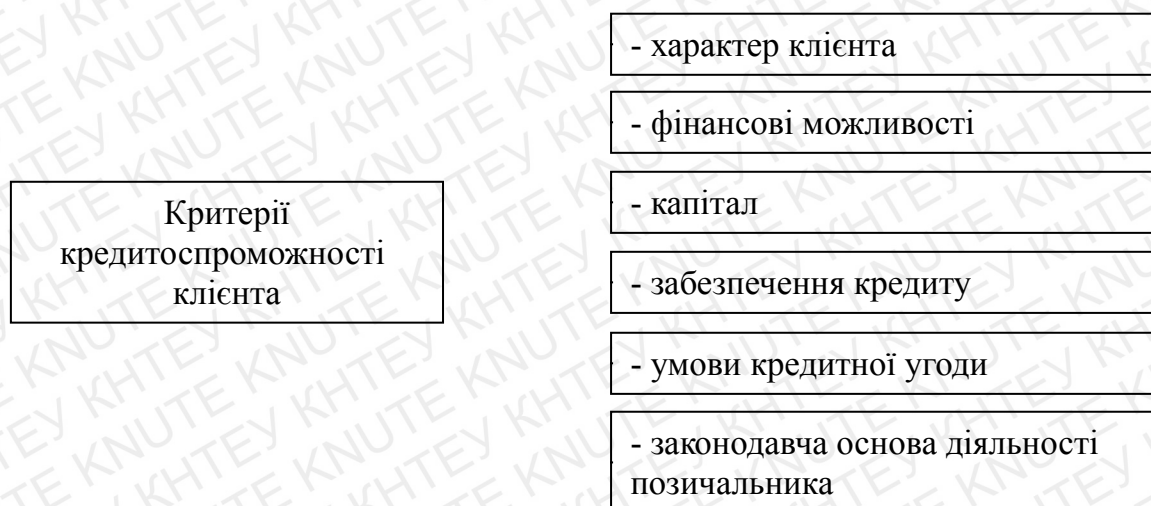 Критерії
кредитоспроможності
клієнта
- характер клієнта
- фінансові можливості
- капітал
- забезпечення кредиту
- умови кредитної угоди
- законодавча основа діяльності
позичальника